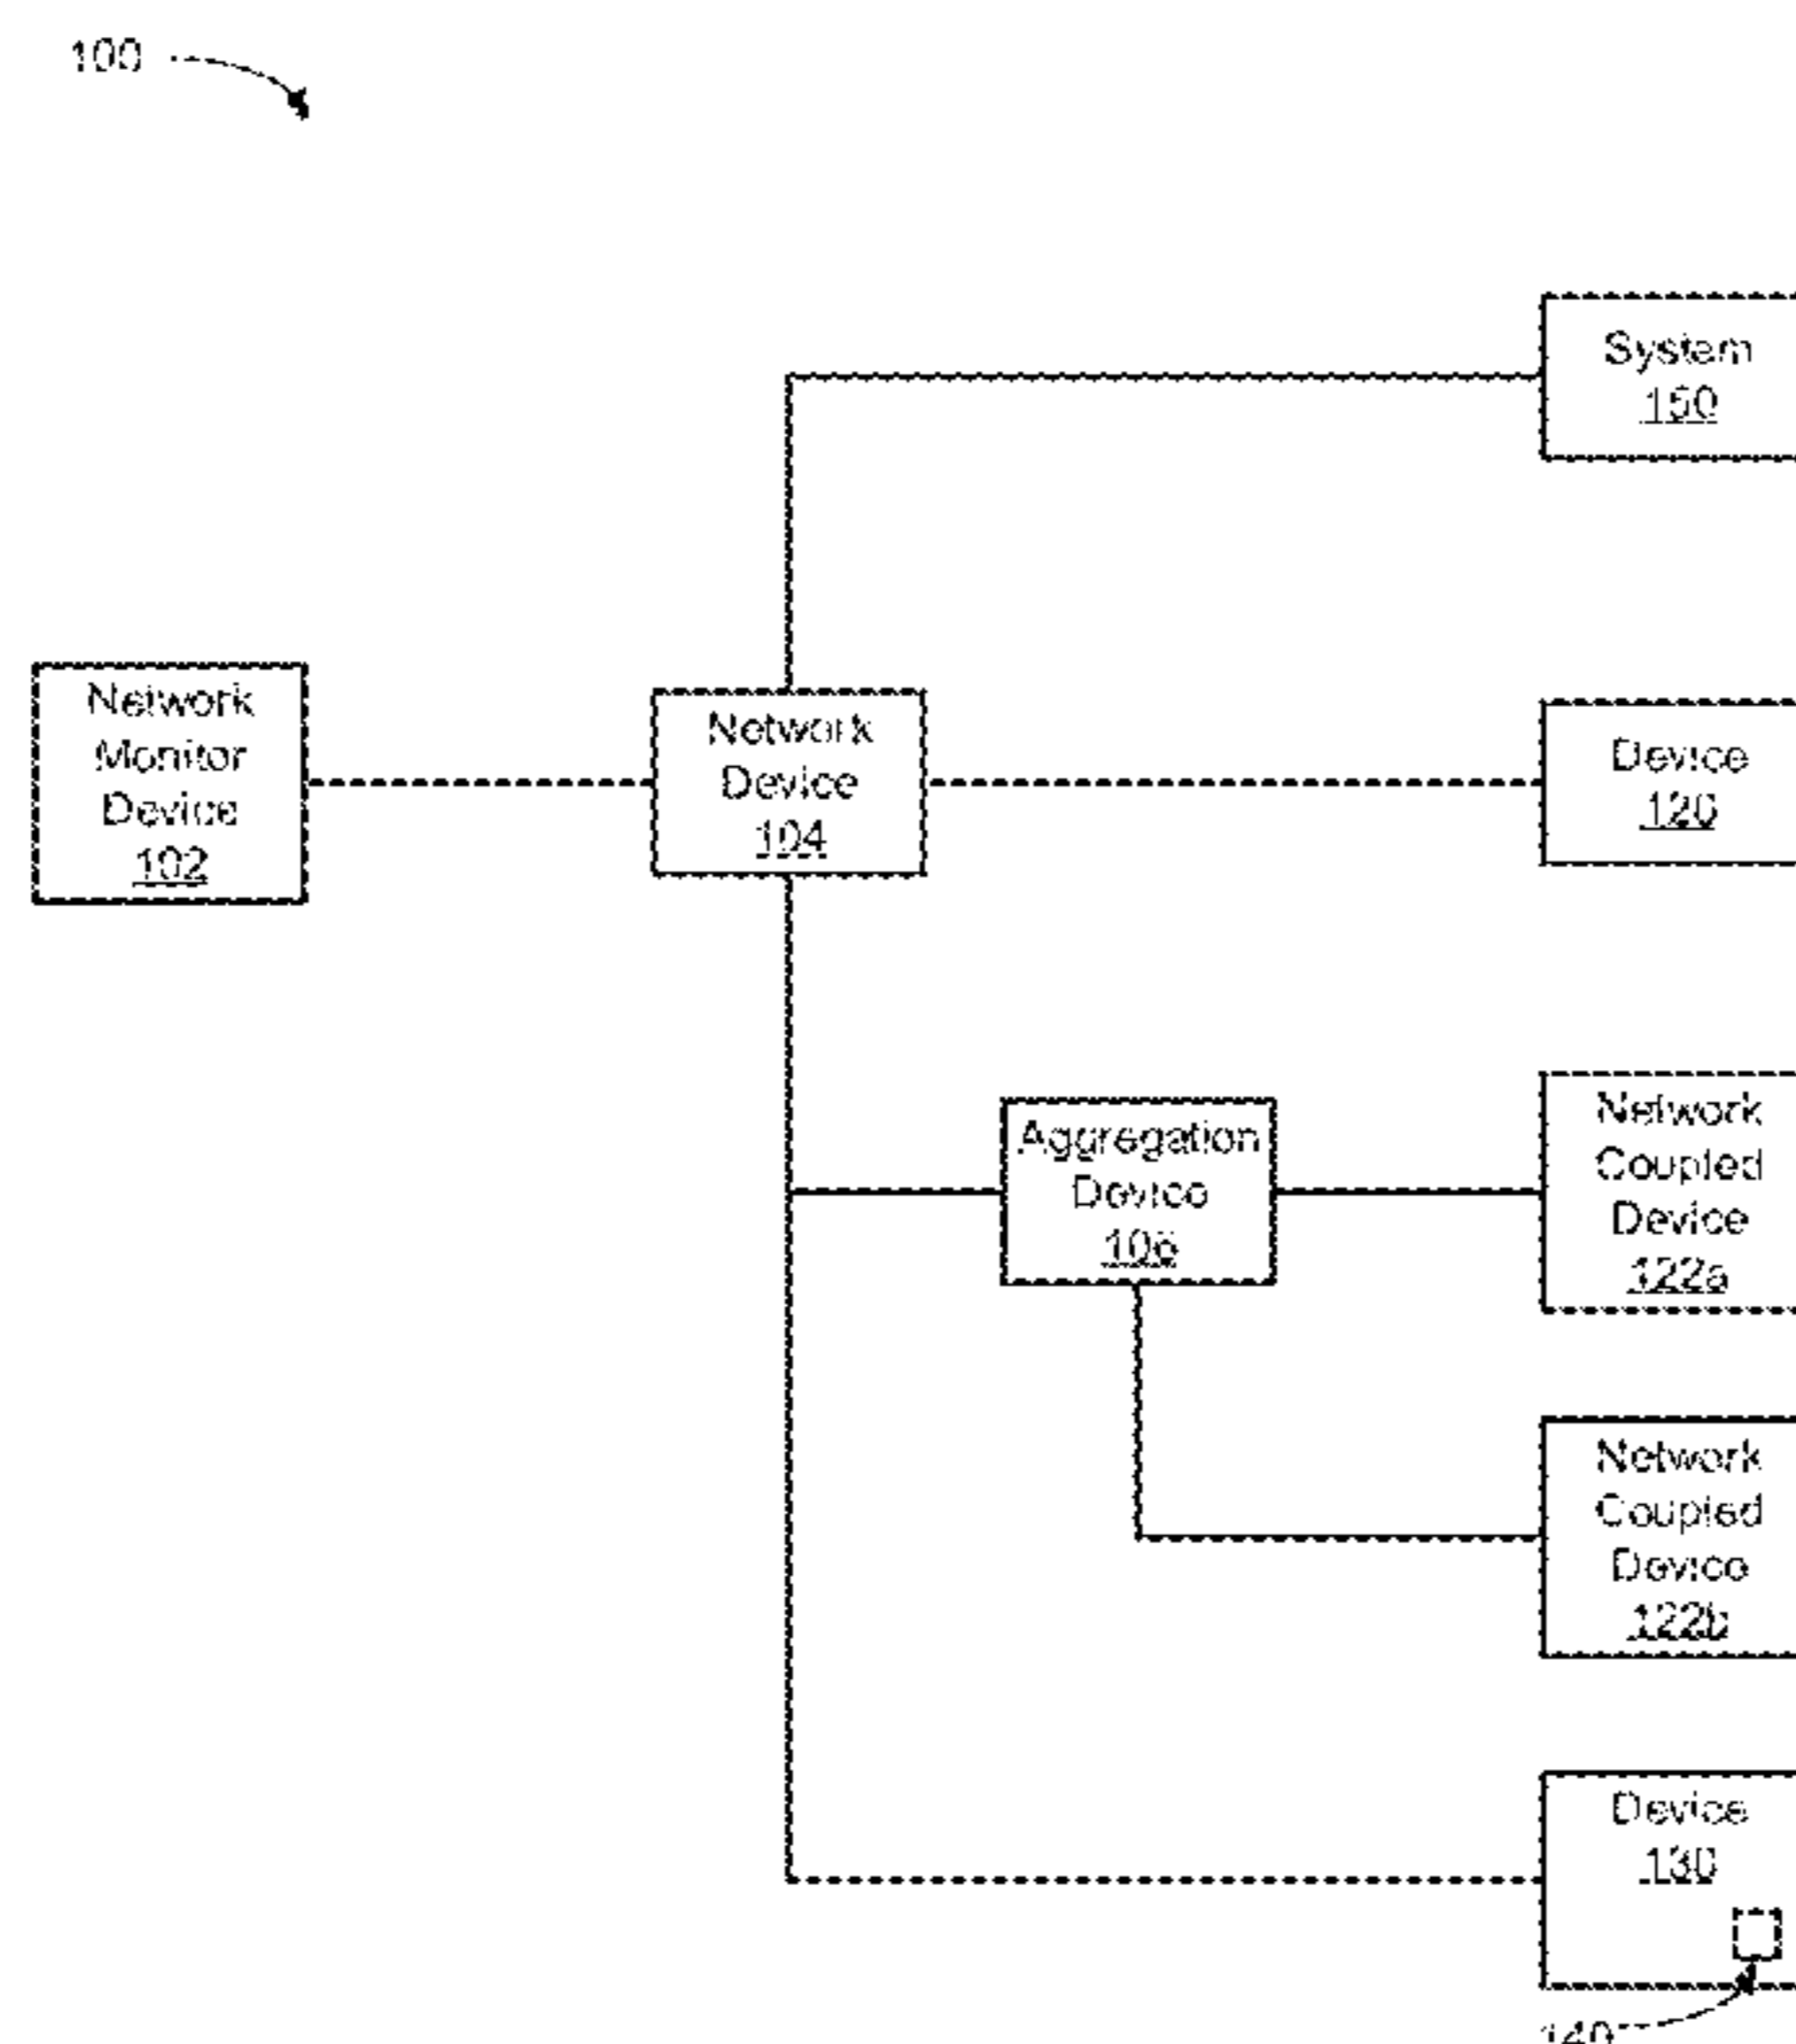 100
System
150
Network
Monitor
Device
102
Network
Device
104
Device
120
Aggregation
Device
106
Network
Coupled
Device
122a
Network
Coupled
Device
122b
Device
130
140